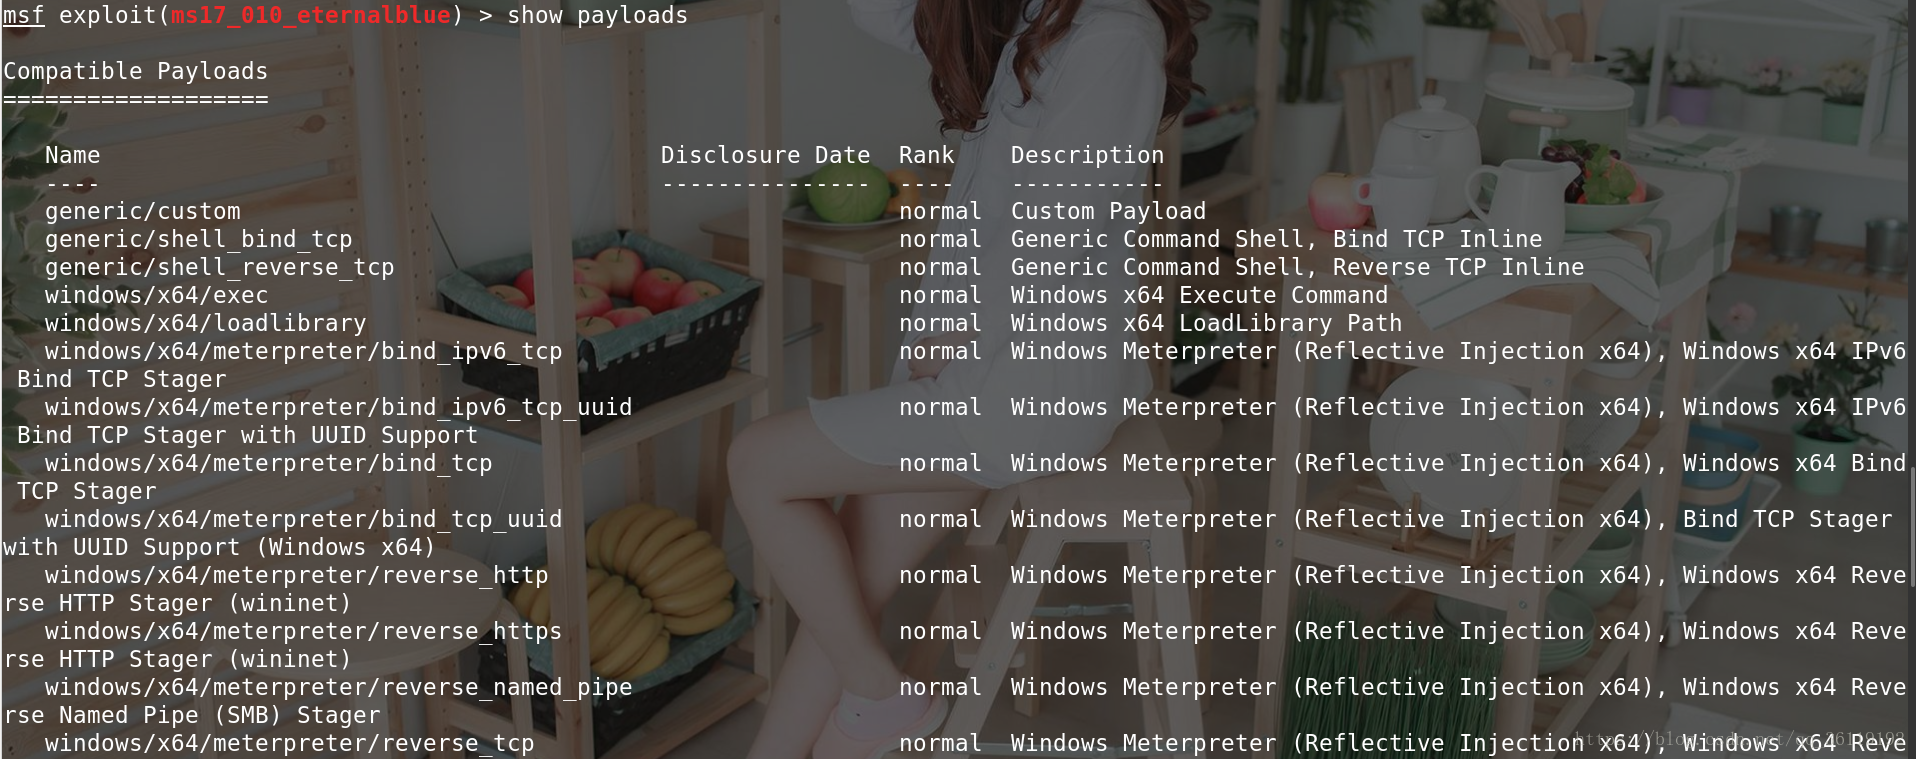 msf exploit(ms17_010_eternalblue) > show payloads
Compatible Payloads
===================
Name Disclosure Date Rank Description
---- --------------- ---- -----------
generic/custom normal Custom Payload
generic/shell_bind_tcp normal Generic Command Shell, Bind TCP Inline
generic/shell_reverse_tcp normal Generic Command Shell, Reverse TCP Inline
windows/x64/exec normal Windows x64 Execute Command
windows/x64/loadlibrary normal Windows x64 LoadLibrary Path
windows/x64/meterpreter/bind_ipv6_tcp normal Windows Meterpreter (Reflective Injection x64), Windows x64 IPv6
Bind TCP Stager
windows/x64/meterpreter/bind_ipv6_tcp_uuid normal Windows Meterpreter (Reflective Injection x64), Windows x64 IPv6
Bind TCP Stager with UUID Support
windows/x64/meterpreter/bind_tcp normal Windows Meterpreter (Reflective Injection x64), Windows x64 Bind
TCP Stager
windows/x64/meterpreter/bind_tcp_uuid normal Windows Meterpreter (Reflective Injection x64), Bind TCP Stager
with UUID Support (Windows x64)
windows/x64/meterpreter/reverse_http normal Windows Meterpreter (Reflective Injection x64), Windows x64 Reve
rse HTTP Stager (wininet)
windows/x64/meterpreter/reverse_https normal Windows Meterpreter (Reflective Injection x64), Windows x64 Reve
rse HTTP Stager (wininet)
windows/x64/meterpreter/reverse_named_pipe normal Windows Meterpreter (Reflective Injection x64), Windows x64 Reve
rse Named Pipe (SMB) Stager
windows/x64/meterpreter/reverse_tcp normal Windows Meterpreter (Reflective Injection x64), Windows x64 Reve